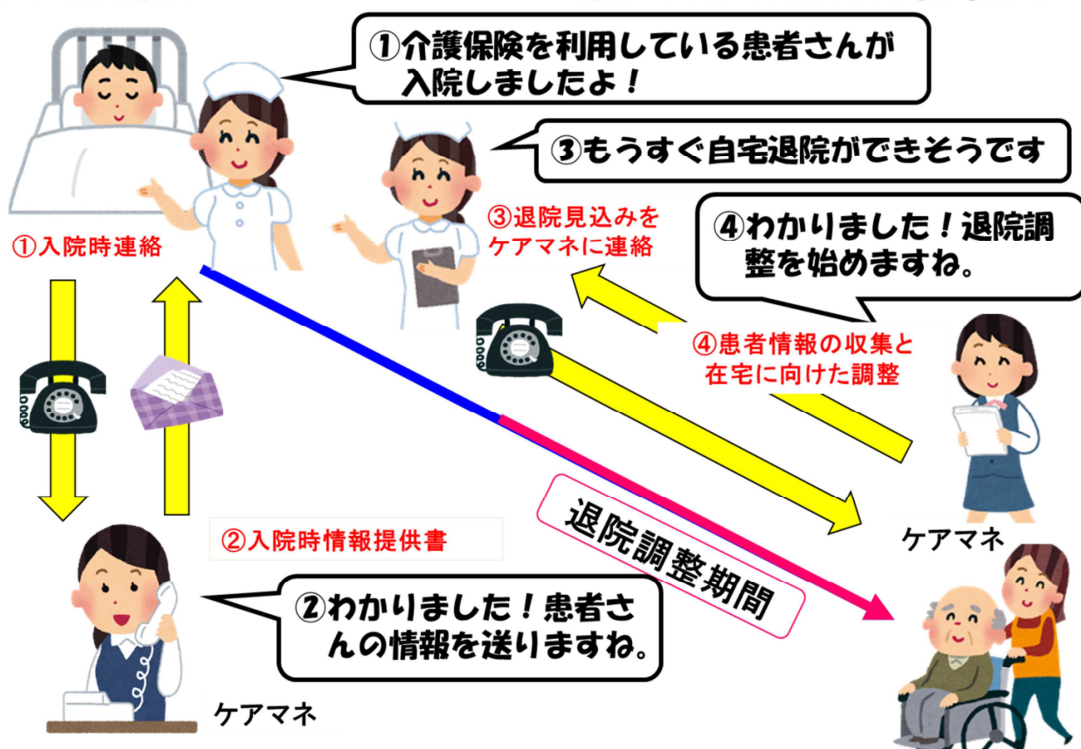 ①介護保険を利用している患者さんが
入院しましたよ！
③もうすぐ自宅退院ができそうです
①入院時連絡
③退院見込みを
ケアマネに連絡
④わかりました！退院調
整を始めますね。
④患者情報の収集と
在宅に向けた調整
ケアマネ
退院調整期間
②入院時情報提供書
②わかりました！患者さ
んの情報を送りますね。
ケアマネ